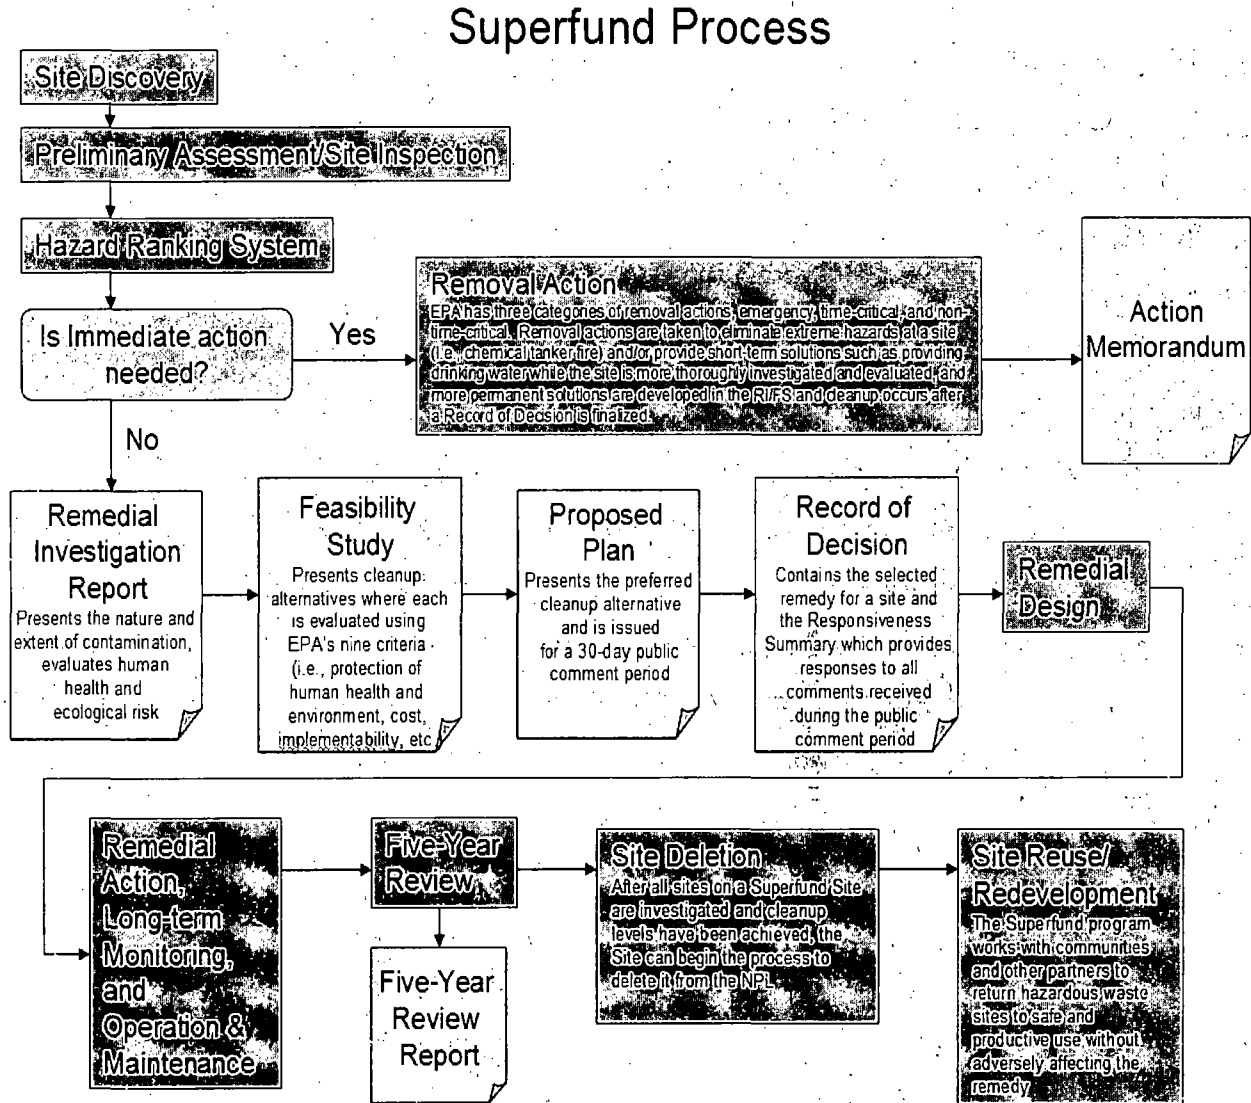 Superfund Process
Site Discovery
Preliminary Assessment/Site Inspection
Hazard Ranking System
Is Immediate action
needed?
Yes
No
Removal Action
EPA has three categories of removal actions, emergency, time-critical, and non-
time-critical. Removal actions are taken to eliminate extreme hazards at a site
(i.e., chemical tanker fire) and/or provide short-term solutions such as providing
drinking water while the site is more thoroughly investigated and evaluated, and
more permanent solutions are developed in the RI/FS and cleanup occurs after
a Record of Decision is finalized.
Action
Memorandum
Remedial
Investigation
Report
Presents the nature and
extent of contamination,
evaluates human
health and
ecological risk
Feasibility
Study
Presents cleanup
alternatives where each
is evaluated using
EPA's nine criteria
(i.e., protection of
human health and
environment, cost,
implementability, etc
Proposed
Plan
Presents the preferred
cleanup alternative
and is issued
for a 30-day public
comment period
Record of
Decision
Contains the selected
remedy for a site and
the Responsiveness
Summary which provides
responses to all
comments received
during the public
comment period
Remedial
Design
Remedial
Action,
Long-term
Monitoring,
and
Operation &
Maintenance
Five-Year
Review
Five-Year
Review
Report
Site Deletion
After all sites on a Superfund Site
are investigated and cleanup
levels have been achieved, the
Site can begin the process to
delete it from the NPL
Site Reuse/
Redevelopment
The Superfund program
works with communities
and other partners to
return hazardous waste
sites to safe and
productive use without
adversely affecting the
remedy